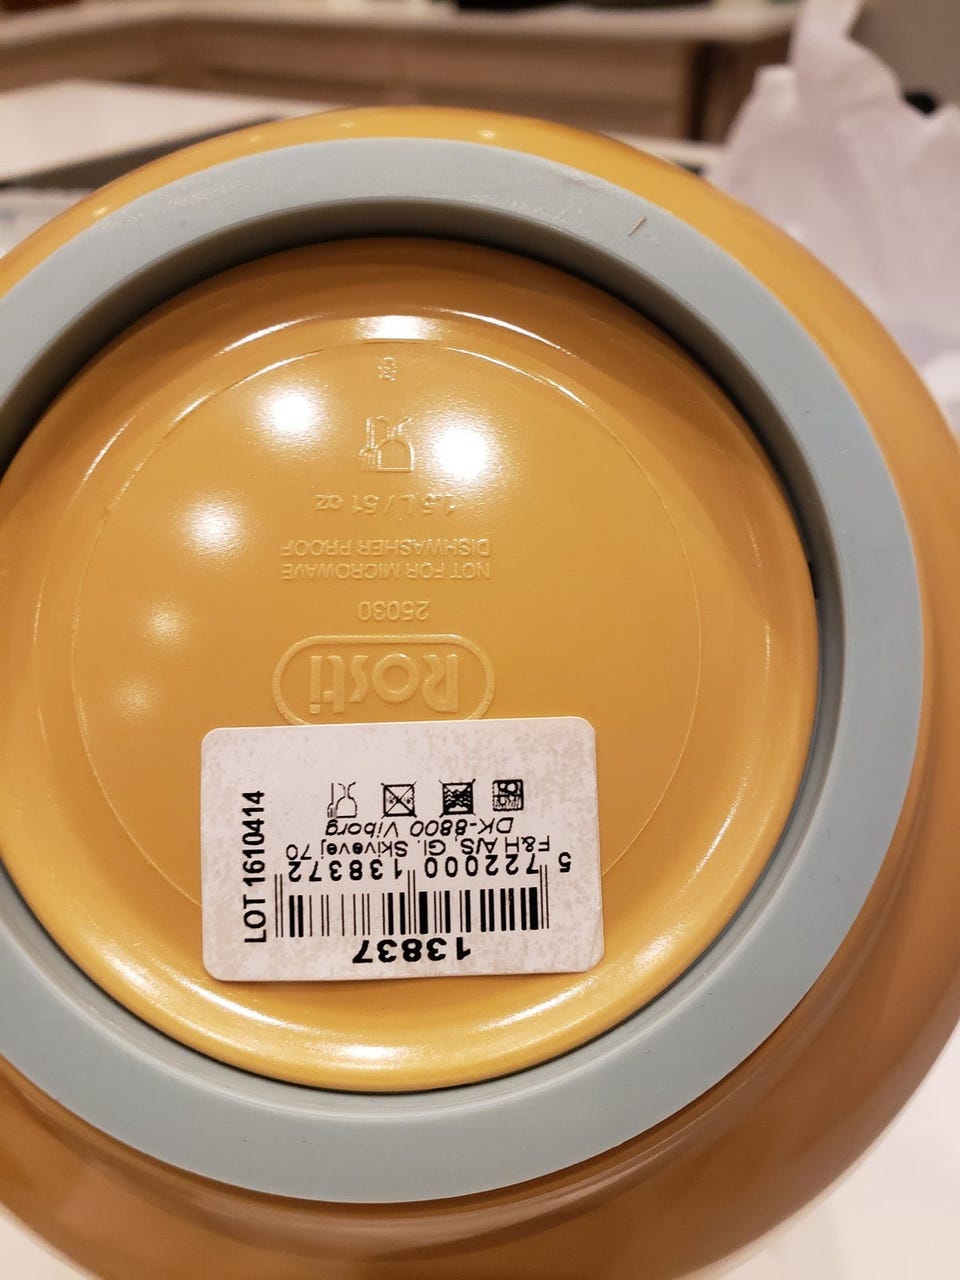 13837
5 722000 138372
F&H A/S, Gl. Skivevej 70
DK-8800 Viborg
LOT 1610414
Rosti
25030
NOT FOR MICROWAVE
DISHWASHER PROOF
1.5 L / 51 oz